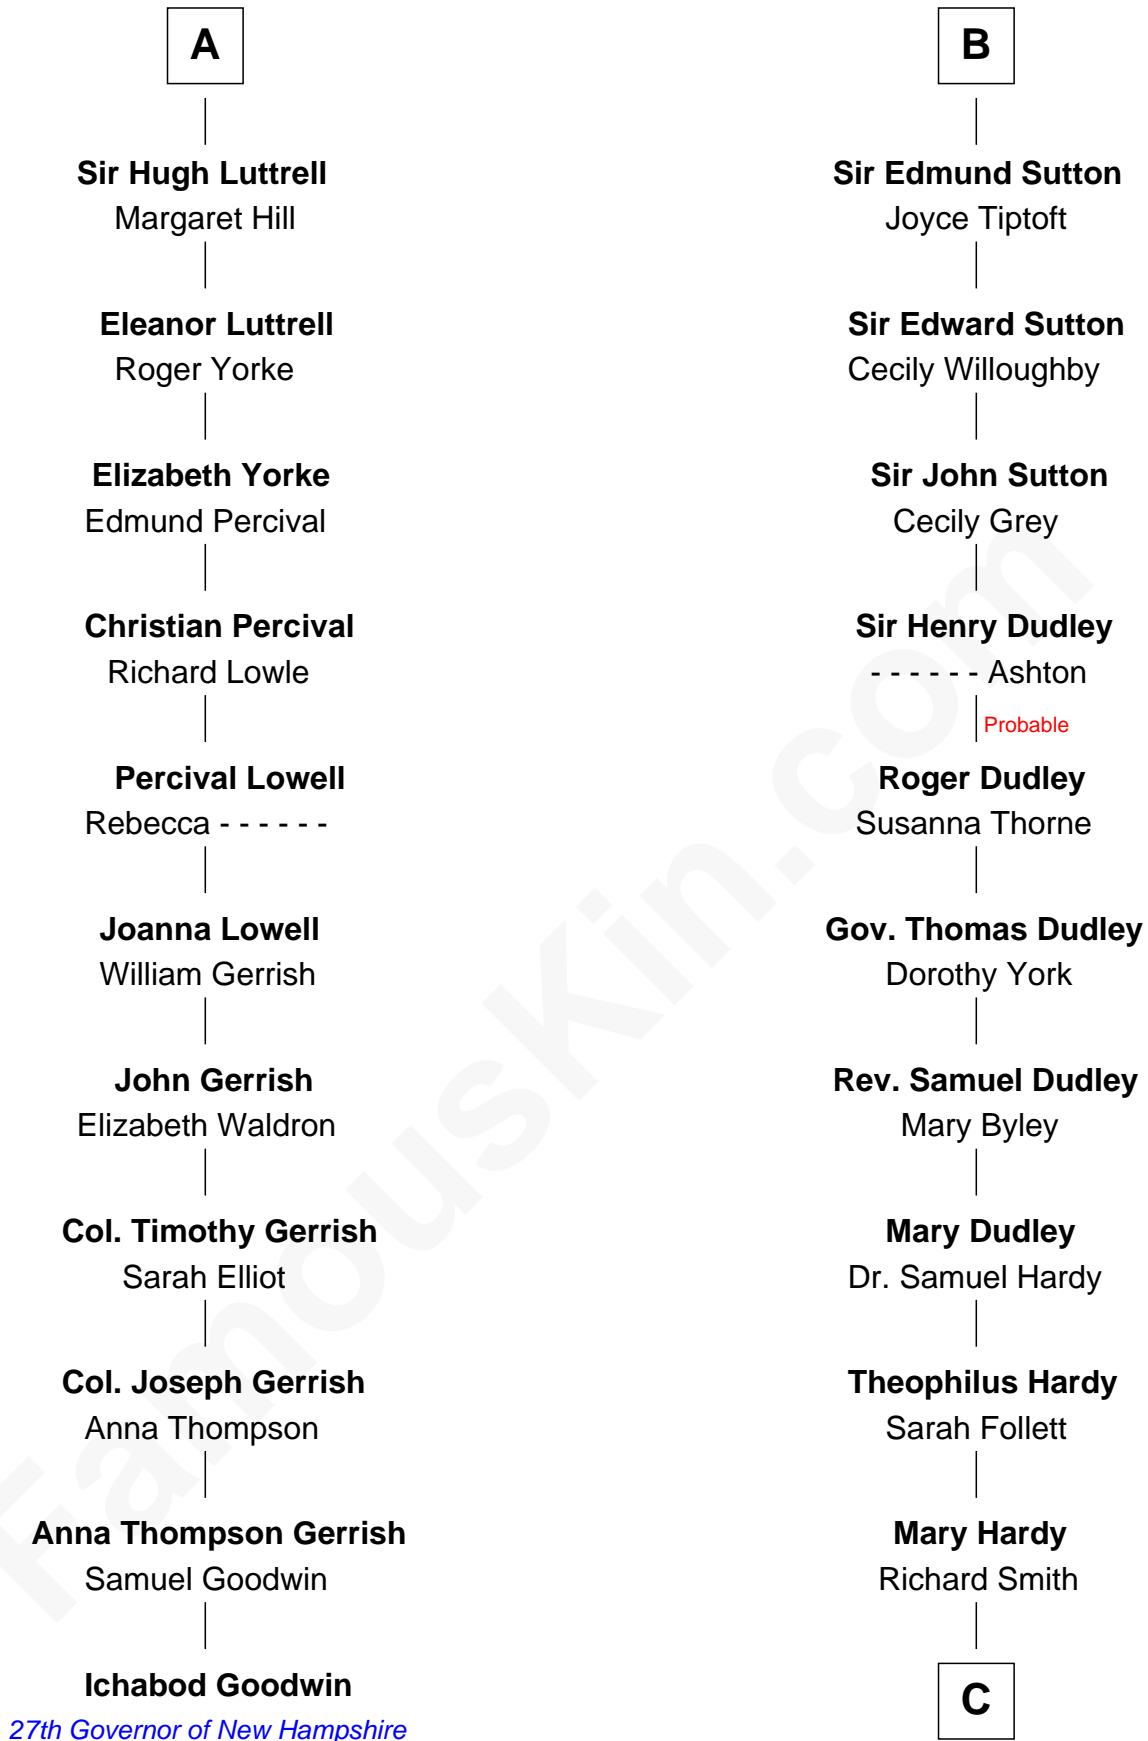 A
Sir Hugh Luttrell
Margaret Hill
Eleanor Luttrell
Roger Yorke
Elizabeth Yorke
Edmund Percival
Christian Percival
Richard Lowle
Percival Lowell
Rebecca - - - - - -
Joanna Lowell
William Gerrish
John Gerrish
Elizabeth Waldron
Col. Timothy Gerrish
Sarah Elliot
Col. Joseph Gerrish
Anna Thompson
Anna Thompson Gerrish
Samuel Goodwin
Ichabod Goodwin
27th Governor of New Hampshire
B
Sir Edmund Sutton
Joyce Tiptoft
Sir Edward Sutton
Cecily Willoughby
Sir John Sutton
Cecily Grey
Sir Henry Dudley
- - - - - - Ashton
Probable
Roger Dudley
Susanna Thorne
Gov. Thomas Dudley
Dorothy York
Rev. Samuel Dudley
Mary Byley
Mary Dudley
Dr. Samuel Hardy
Theophilus Hardy
Sarah Follett
Mary Hardy
Richard Smith
C
FamousKin.com